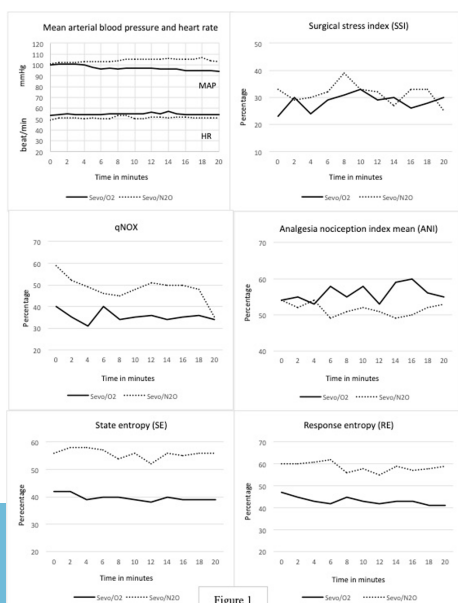 Mean arterial blood pressure and heart rate
120
110
100
90
80
70
60
50
40
30
20
mmHg
beat/min
MAP
HR
0 2 4 6 8 10 12 14 16 18 20
Time in minutes
Sevo/O2 Sevo/N2O
Surgical stress index (SSI)
50
40
30
20
10
Percentage
0 2 4 6 8 10 12 14 16 18 20
Time in minutes
Sevo/O2 Sevo/N2O
qNOX
70
60
50
40
30
20
Percentage
0 2 4 6 8 10 12 14 16 18 20
Time in minutes
Sevo/O2 Sevo/N2O
Analgesia nociception index mean (ANI)
70
60
50
40
Percentage
0 2 4 6 8 10 12 14 16 18 20
Time in minutes
Sevo/O2 Sevo/N2O
State entropy (SE)
60
50
40
30
20
Perecentage
0 2 4 6 8 10 12 14 16 18 20
Time in minutes
Sevo/O2 Sevo/N2O
Response entropy (RE)
70
60
50
40
30
20
Percentage
0 2 4 6 8 10 12 14 16 18 20
Time in minutes
Sevo/O2 Sevo/N2O
Figure 1